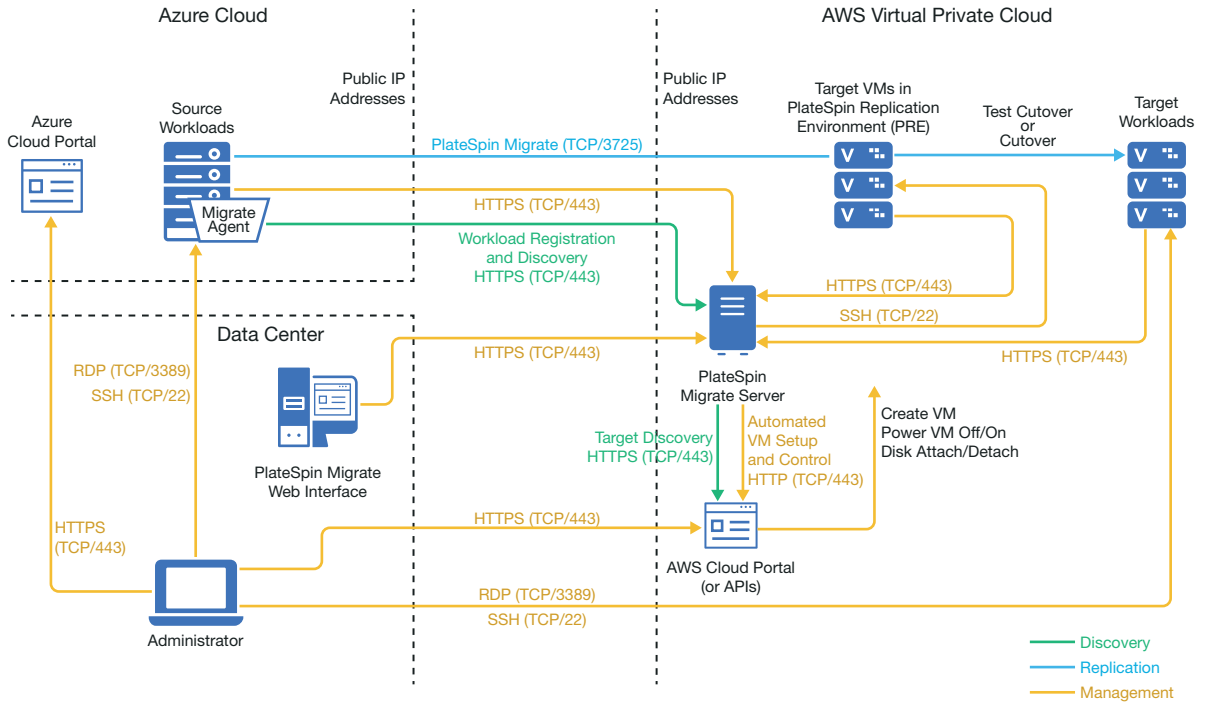 Azure Cloud
AWS Virtual Private Cloud
Public IP
Addresses
Public IP
Addresses
Azure
Cloud Portal
Source
Workloads
Migrate
Agent
Target VMs in
PlateSpin Replication
Environment (PRE)
Test Cutover
or
Cutover
Target
Workloads
PlateSpin Migrate (TCP/3725)
HTTPS (TCP/443)
Workload Registration
and Discovery
HTTPS (TCP/443)
HTTPS (TCP/443)
SSH (TCP/22)
HTTPS (TCP/443)
Data Center
HTTPS (TCP/443)
RDP (TCP/3389)
SSH (TCP/22)
PlateSpin Migrate
Web Interface
PlateSpin
Migrate Server
Target Discovery
HTTPS (TCP/443)
Automated
VM Setup
and Control
HTTP (TCP/443)
Create VM
Power VM Off/On
Disk Attach/Detach
HTTPS
(TCP/443)
HTTPS (TCP/443)
AWS Cloud Portal
(or APIs)
Administrator
RDP (TCP/3389)
SSH (TCP/22)
V
V
V
V
V
V
Discovery
Replication
Management